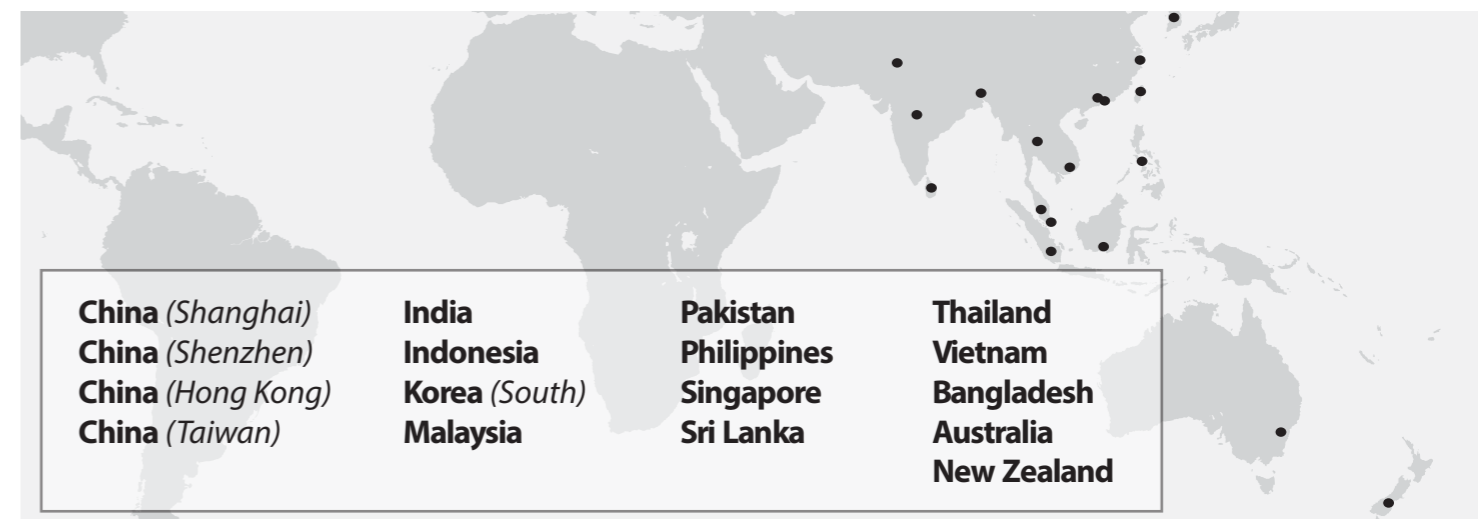 China (Shanghai)
China (Shenzhen)
China (Hong Kong)
China (Taiwan)
India
Indonesia
Korea (South)
Malaysia
Pakistan
Philippines
Singapore
Sri Lanka
Thailand
Vietnam
Bangladesh
Australia
New Zealand